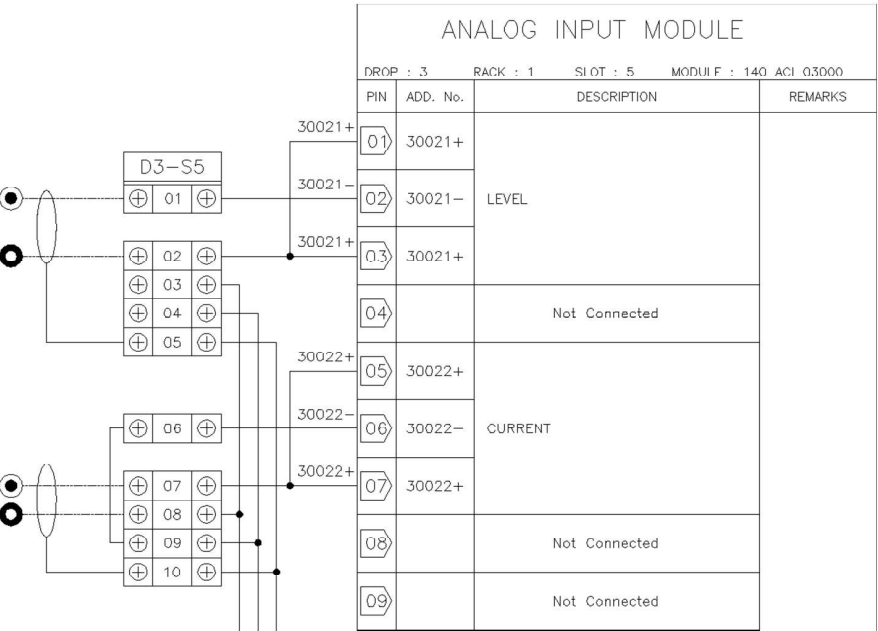 ANALOG INPUT MODULE
DROP : 3 RACK : 1 SLOT : 5 MODULE : 140 ACI 03000
PIN ADD. No. DESCRIPTION REMARKS
30021+
01 30021+
D3-S5
30021-
01 02 30021- LEVEL
30021+
02 03 30021+
03
04 04 Not Connected
05
30022+
05 30022+
30022-
06 06 30022- CURRENT
30022+
07 07 30022+
08
09 08 Not Connected
10
09 Not Connected